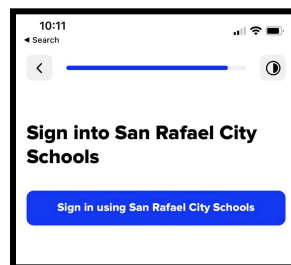 10:11
◀ Search
Sign into San Rafael City
Schools
Sign in using San Rafael City Schools